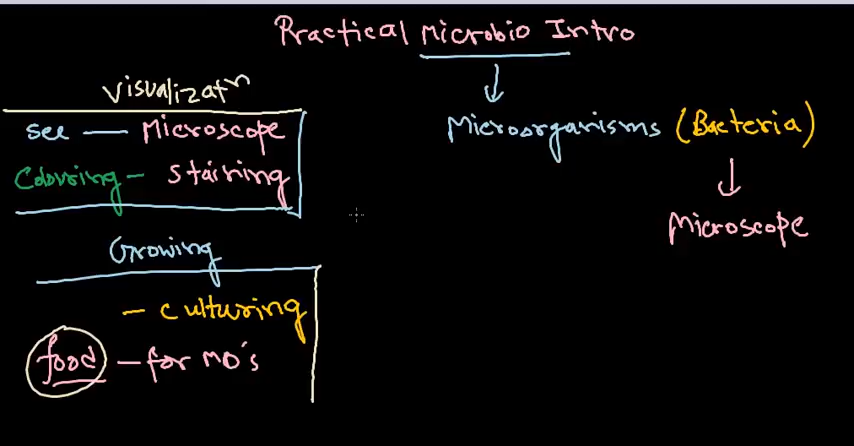 Practical Microbio Intro
Visualizatn
see — Microscope
Colouring - Staining
Growing
- culturing
food - for MO's
Microorganisms (Bacteria)
Microscope